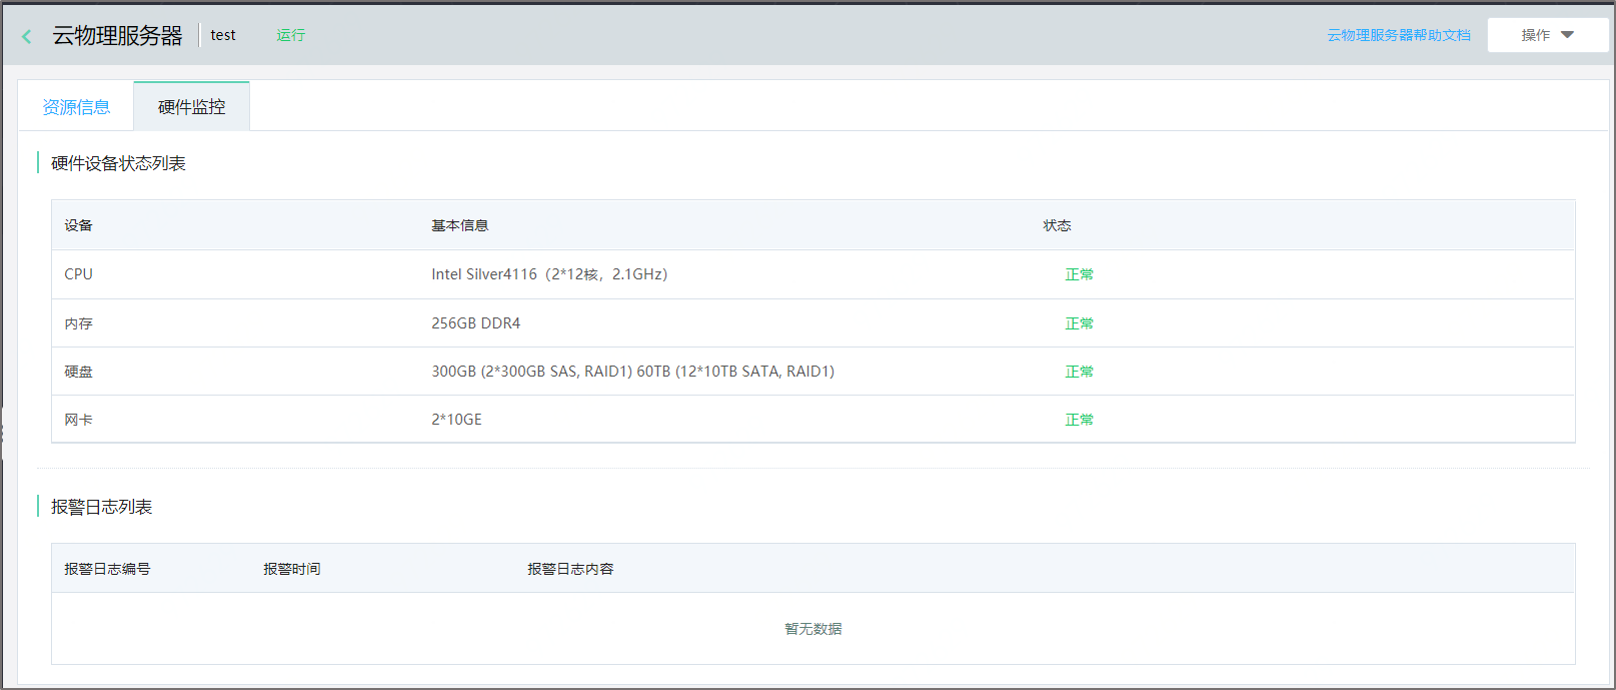 云物理服务器 test 运行 云物理服务器帮助文档 操作
资源信息 硬件监控
硬件设备状态列表
设备 基本信息 状态
CPU Intel Silver4116（2*12核，2.1GHz） 正常
内存 256GB DDR4 正常
硬盘 300GB (2*300GB SAS, RAID1) 60TB (12*10TB SATA, RAID1) 正常
网卡 2*10GE 正常
报警日志列表
报警日志编号 报警时间 报警日志内容
暂无数据